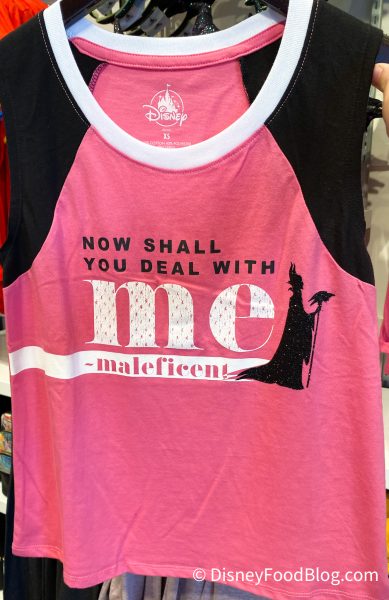 Disney
XS
NOW SHALL
YOU DEAL WITH
me
~maleficent
© DisneyFoodBlog.com